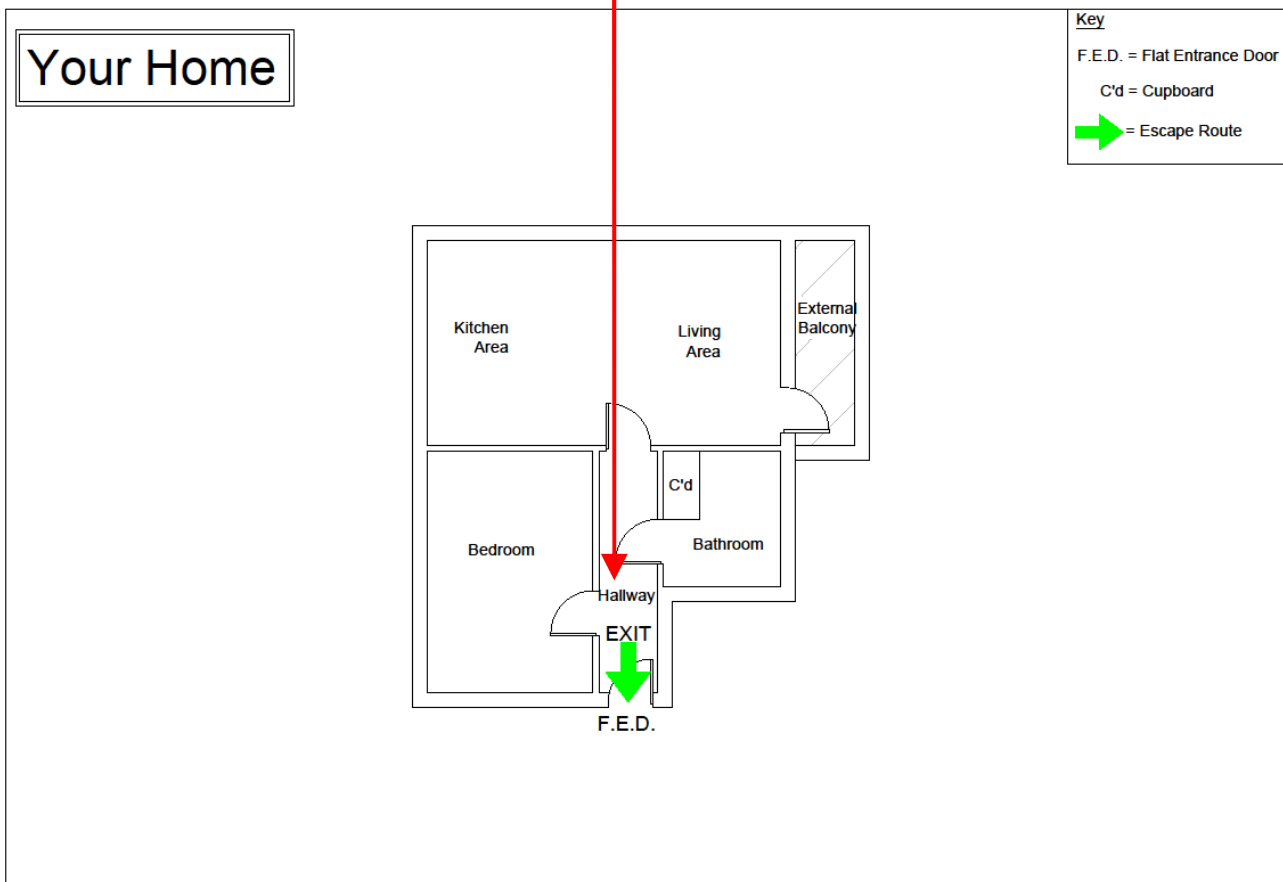 Your Home
Key
F.E.D. = Flat Entrance Door
C'd = Cupboard
= Escape Route
Kitchen
Area
Living
Area
External
Balcony
C'd
Bedroom
Bathroom
Hallway
EXIT
F.E.D.